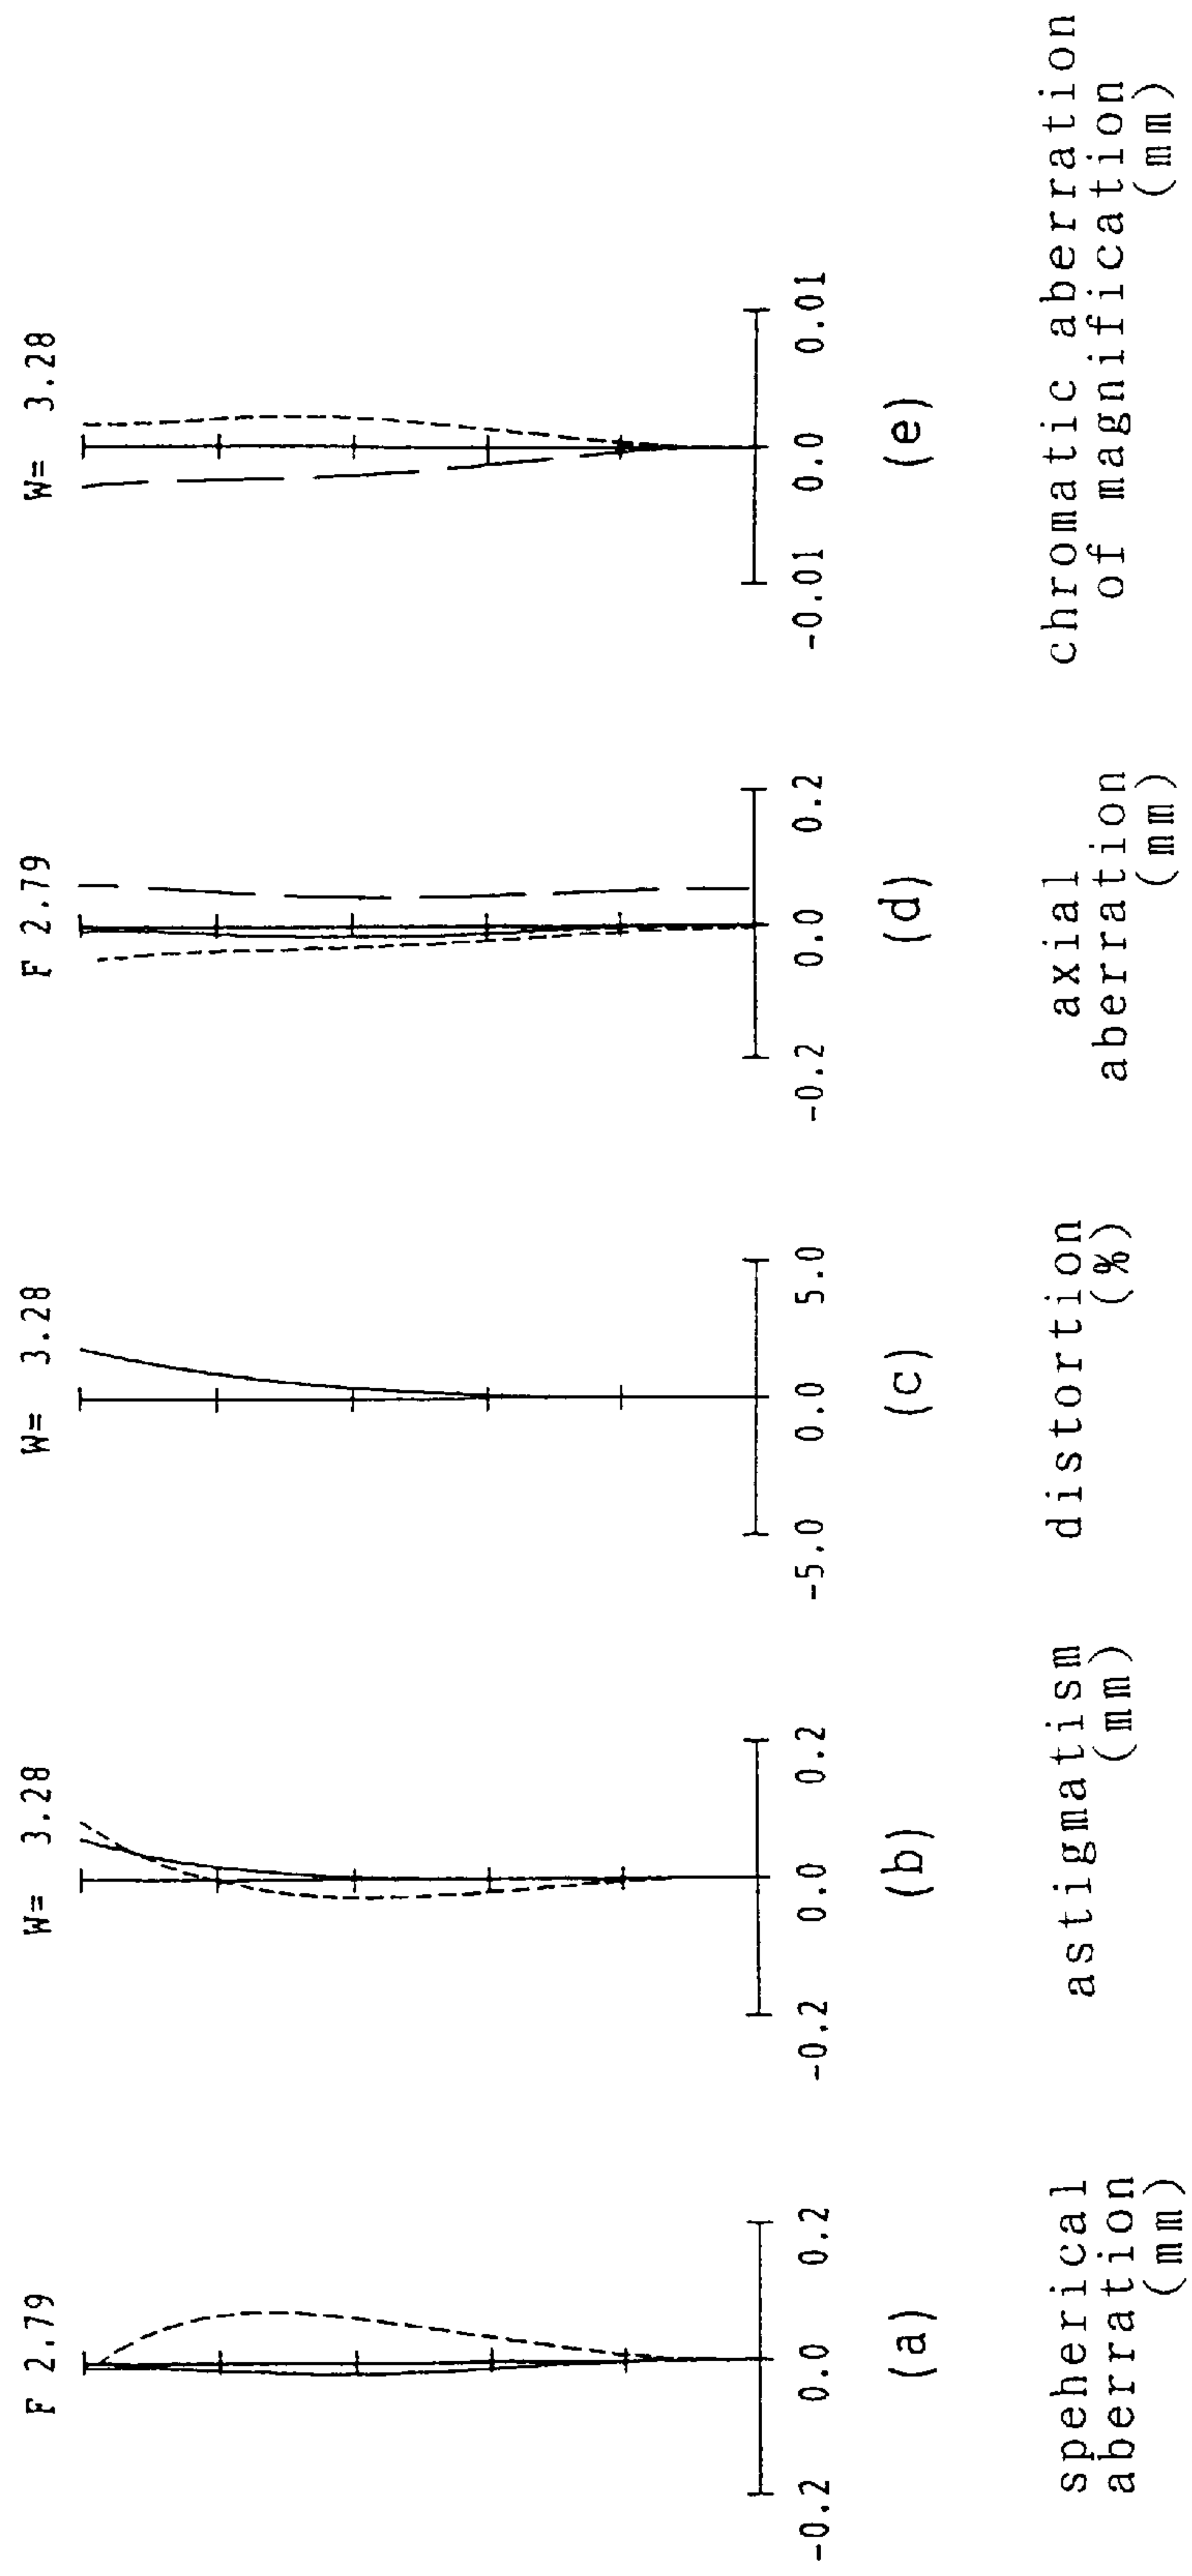 F 2.79
-0.2 0.0 0.2
(a)
speherical
aberration
(mm)
W= 3.28
-0.2 0.0 0.2
(b)
astigmatism
(mm)
W= 3.28
-5.0 0.0 5.0
(c)
distortion
(%)
F 2.79
-0.2 0.0 0.2
(d)
axial
aberration
(mm)
W= 3.28
-0.01 0.0 0.01
(e)
chromatic aberration
of magnification
(mm)